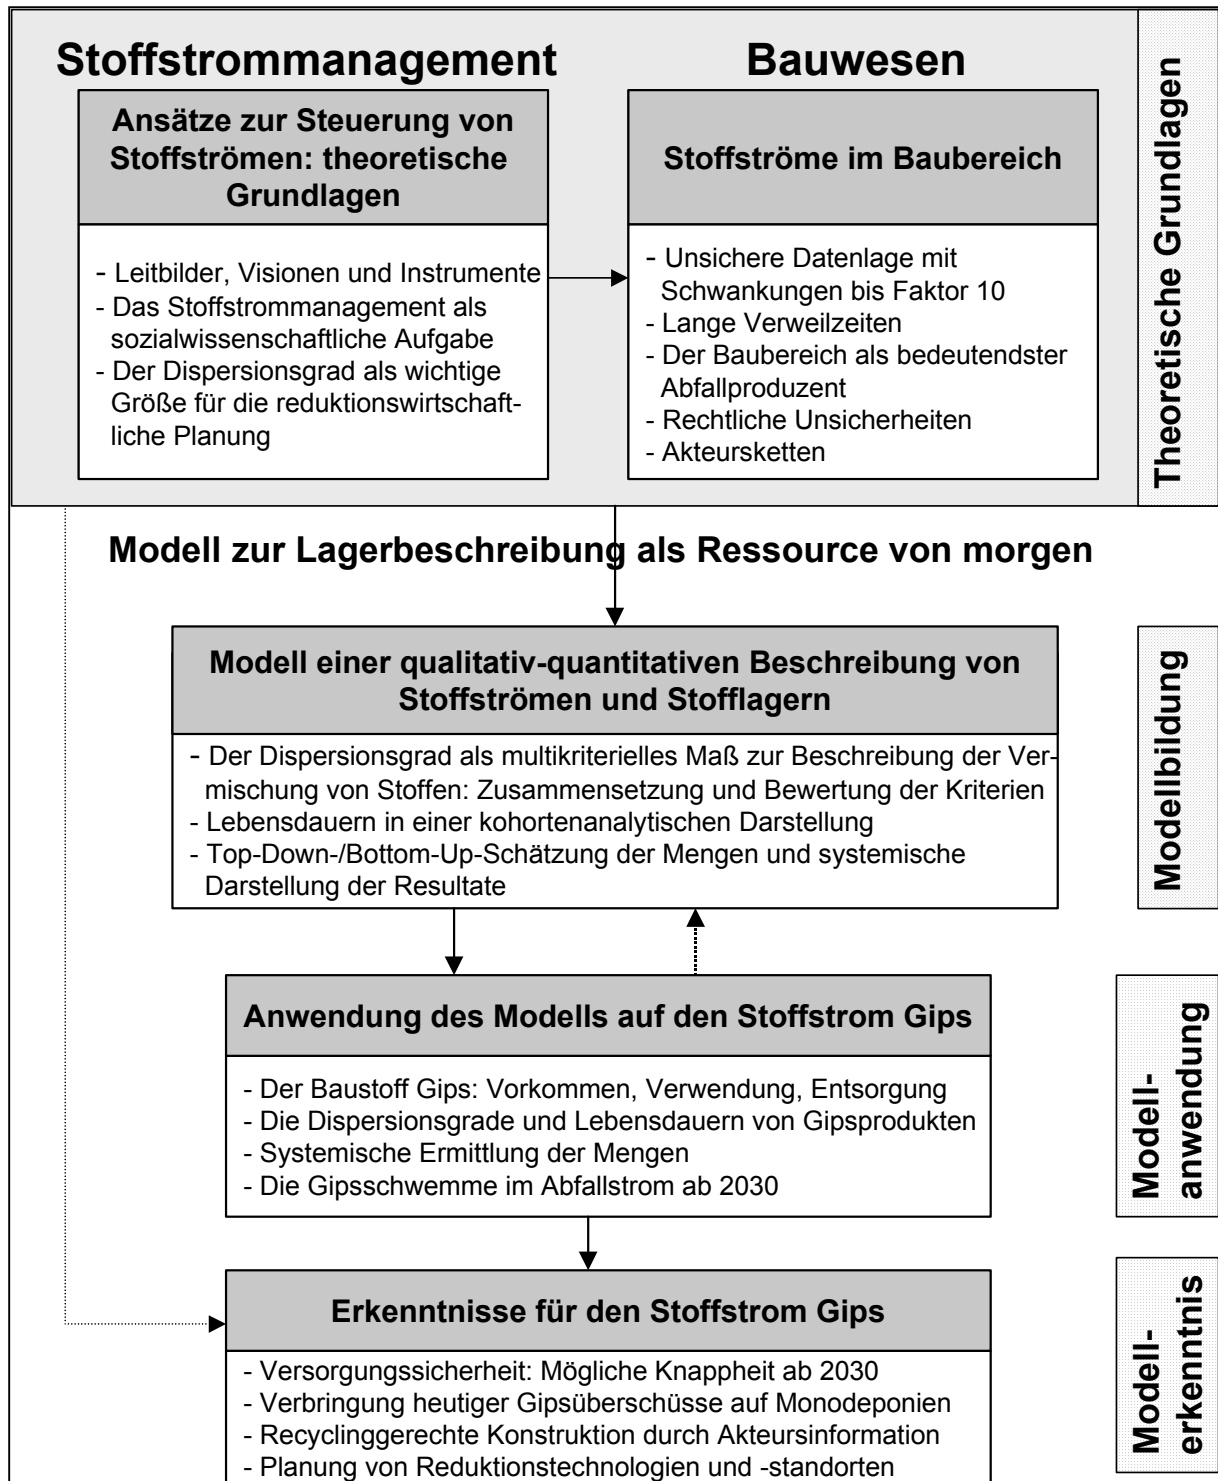 Stoffstrommanagement
Ansätze zur Steuerung von
Stoffströmen: theoretische
Grundlagen
- Leitbilder, Visionen und Instrumente
- Das Stoffstrommanagement als
sozialwissenschaftliche Aufgabe
- Der Dispersionsgrad als wichtige
Größe für die reduktionswirtschaft-
liche Planung
Bauwesen
Stoffströme im Baubereich
- Unsichere Datenlage mit
Schwankungen bis Faktor 10
- Lange Verweilzeiten
- Der Baubereich als bedeutendster
Abfallproduzent
- Rechtliche Unsicherheiten
- Akteursketten
Theoretische Grundlagen
Modell zur Lagerbeschreibung als Ressource von morgen
Modell einer qualitativ-quantitativen Beschreibung von
Stoffströmen und Stofflagern
- Der Dispersionsgrad als multikriterielles Maß zur Beschreibung der Ver-
mischung von Stoffen: Zusammensetzung und Bewertung der Kriterien
- Lebensdauern in einer kohortenanalytischen Darstellung
- Top-Down-/Bottom-Up-Schätzung der Mengen und systemische
Darstellung der Resultate
Modellbildung
Anwendung des Modells auf den Stoffstrom Gips
- Der Baustoff Gips: Vorkommen, Verwendung, Entsorgung
- Die Dispersionsgrade und Lebensdauern von Gipsprodukten
- Systemische Ermittlung der Mengen
- Die Gipsschwemme im Abfallstrom ab 2030
Modell-
anwendung
Erkenntnisse für den Stoffstrom Gips
- Versorgungssicherheit: Mögliche Knappheit ab 2030
- Verbringung heutiger Gipsüberschüsse auf Monodeponien
- Recyclinggerechte Konstruktion durch Akteursinformation
- Planung von Reduktionstechnologien und -standorten
Modell-
erkenntnis